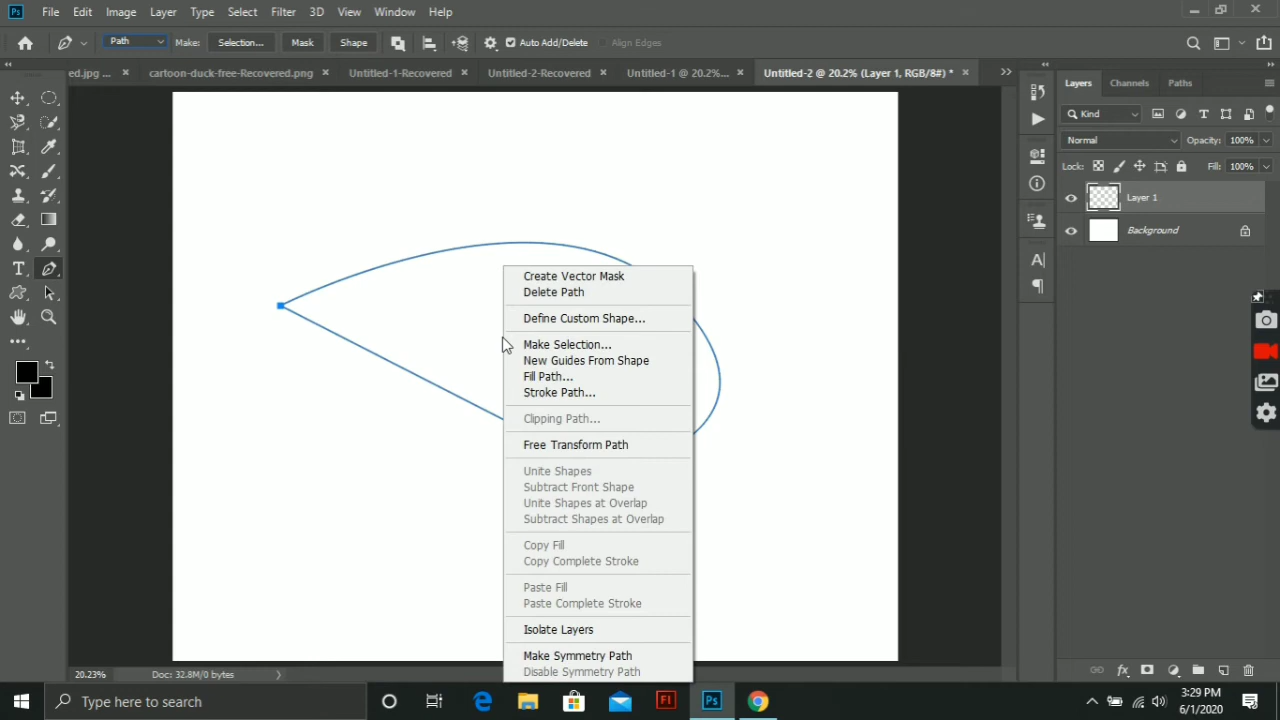 Ps File Edit Image Layer Type Select Filter 3D View Window Help
Path Make: Selection... Mask Shape Auto Add/Delete Align Edges
ed.jpg ... cartoon-duck-free-Recovered.png Untitled-1-Recovered Untitled-2-Recovered Untitled-1 @ 20.2%... Untitled-2 @ 20.2% (Layer 1, RGB/8#) *
Layers Channels Paths
Kind
Normal Opacity: 100%
Lock: Fill: 100%
Layer 1
Background
Create Vector Mask
Delete Path
Define Custom Shape...
Make Selection...
New Guides From Shape
Fill Path...
Stroke Path...
Clipping Path...
Free Transform Path
Unite Shapes
Subtract Front Shape
Unite Shapes at Overlap
Subtract Shapes at Overlap
Copy Fill
Copy Complete Stroke
Paste Fill
Paste Complete Stroke
Isolate Layers
Make Symmetry Path
Disable Symmetry Path
20.23% Doc: 32.8M/0 bytes
Type here to search
Fl Ps
3:29 PM
6/1/2020